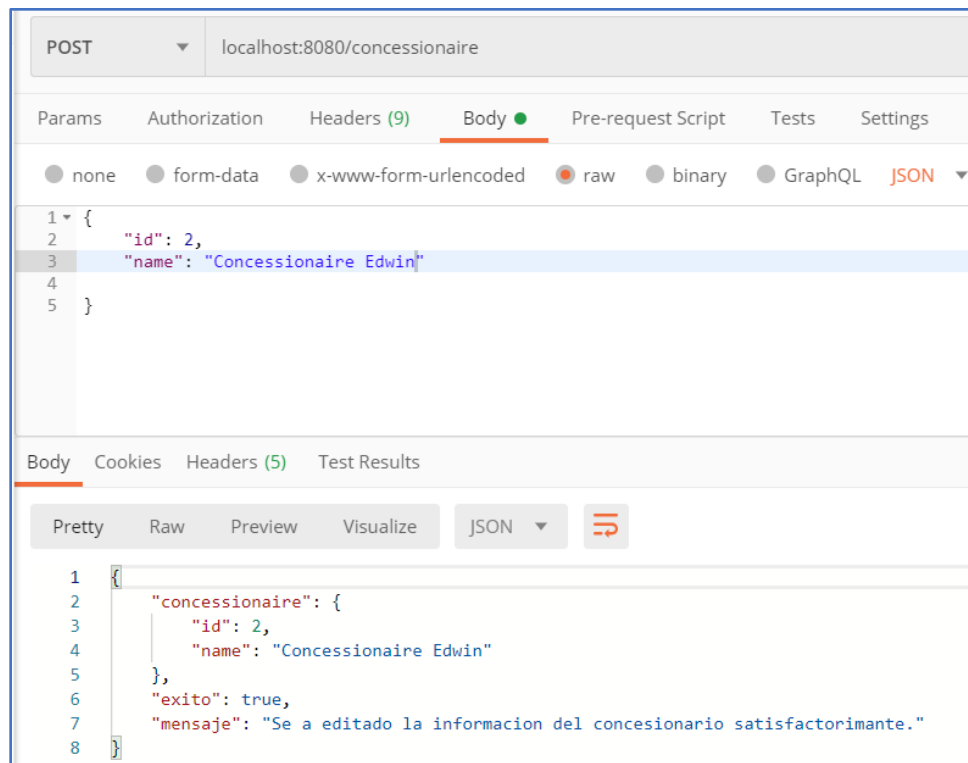 POST localhost:8080/concessionaire
Params Authorization Headers (9) Body Pre-request Script Tests Settings
none form-data x-www-form-urlencoded raw binary GraphQL JSON
1 {
2 "id": 2,
3 "name": "Concessionaire Edwin"
4
5 }
Body Cookies Headers (5) Test Results
Pretty Raw Preview Visualize JSON
1 {
2 "concessionaire": {
3 "id": 2,
4 "name": "Concessionaire Edwin"
5 },
6 "exito": true,
7 "mensaje": "Se a editado la informacion del concesionario satisfactorimante."
8 }